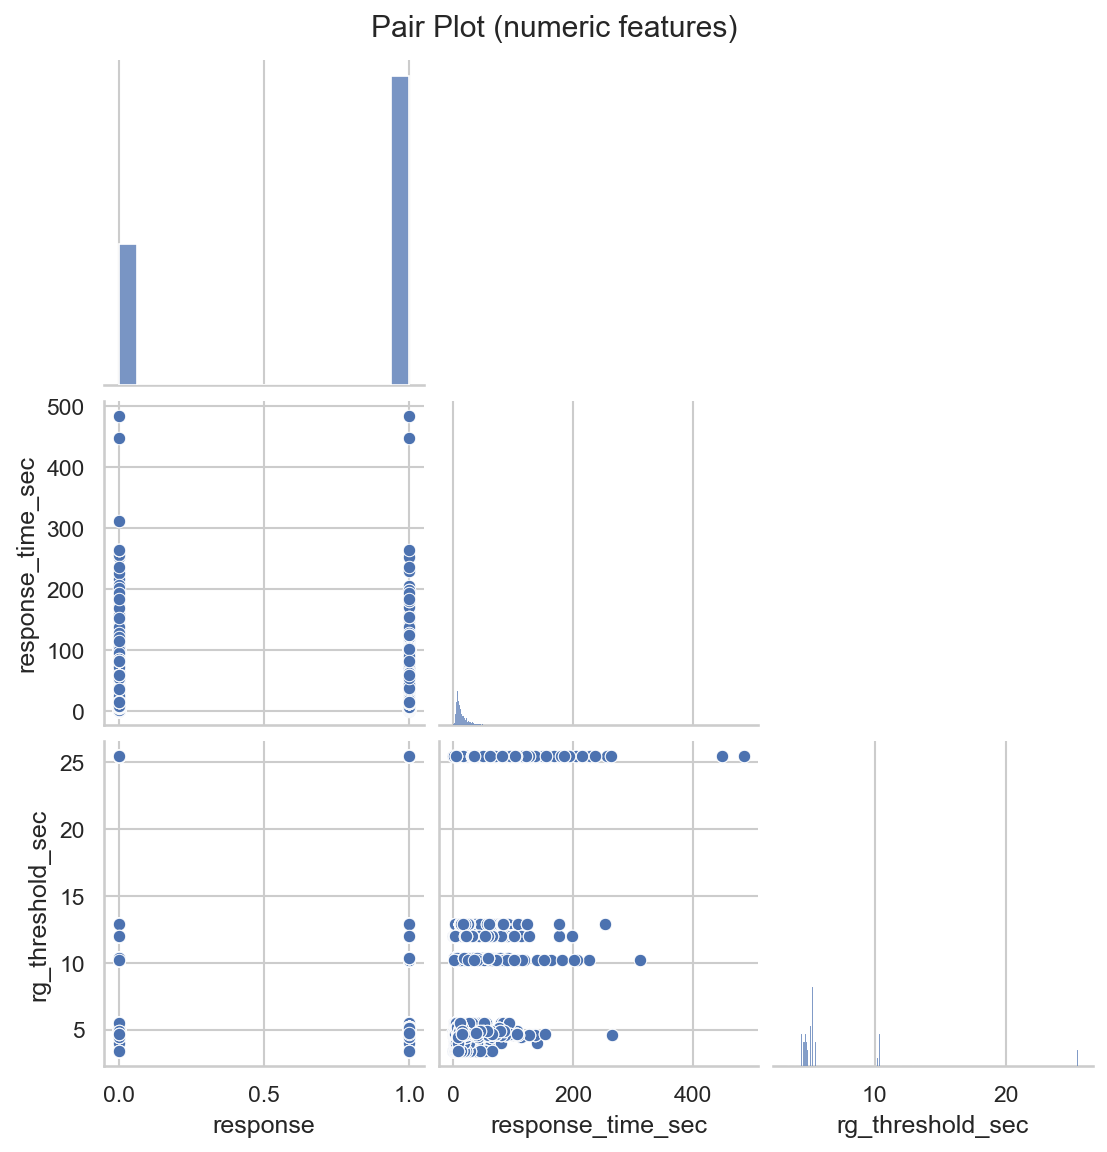 Pair Plot (numeric features)
500
400
300
200
100
0
response_time_sec
25
20
15
10
5
rg_threshold_sec
0.0 0.5 1.0
response
0 200 400
response_time_sec
10 20
rg_threshold_sec